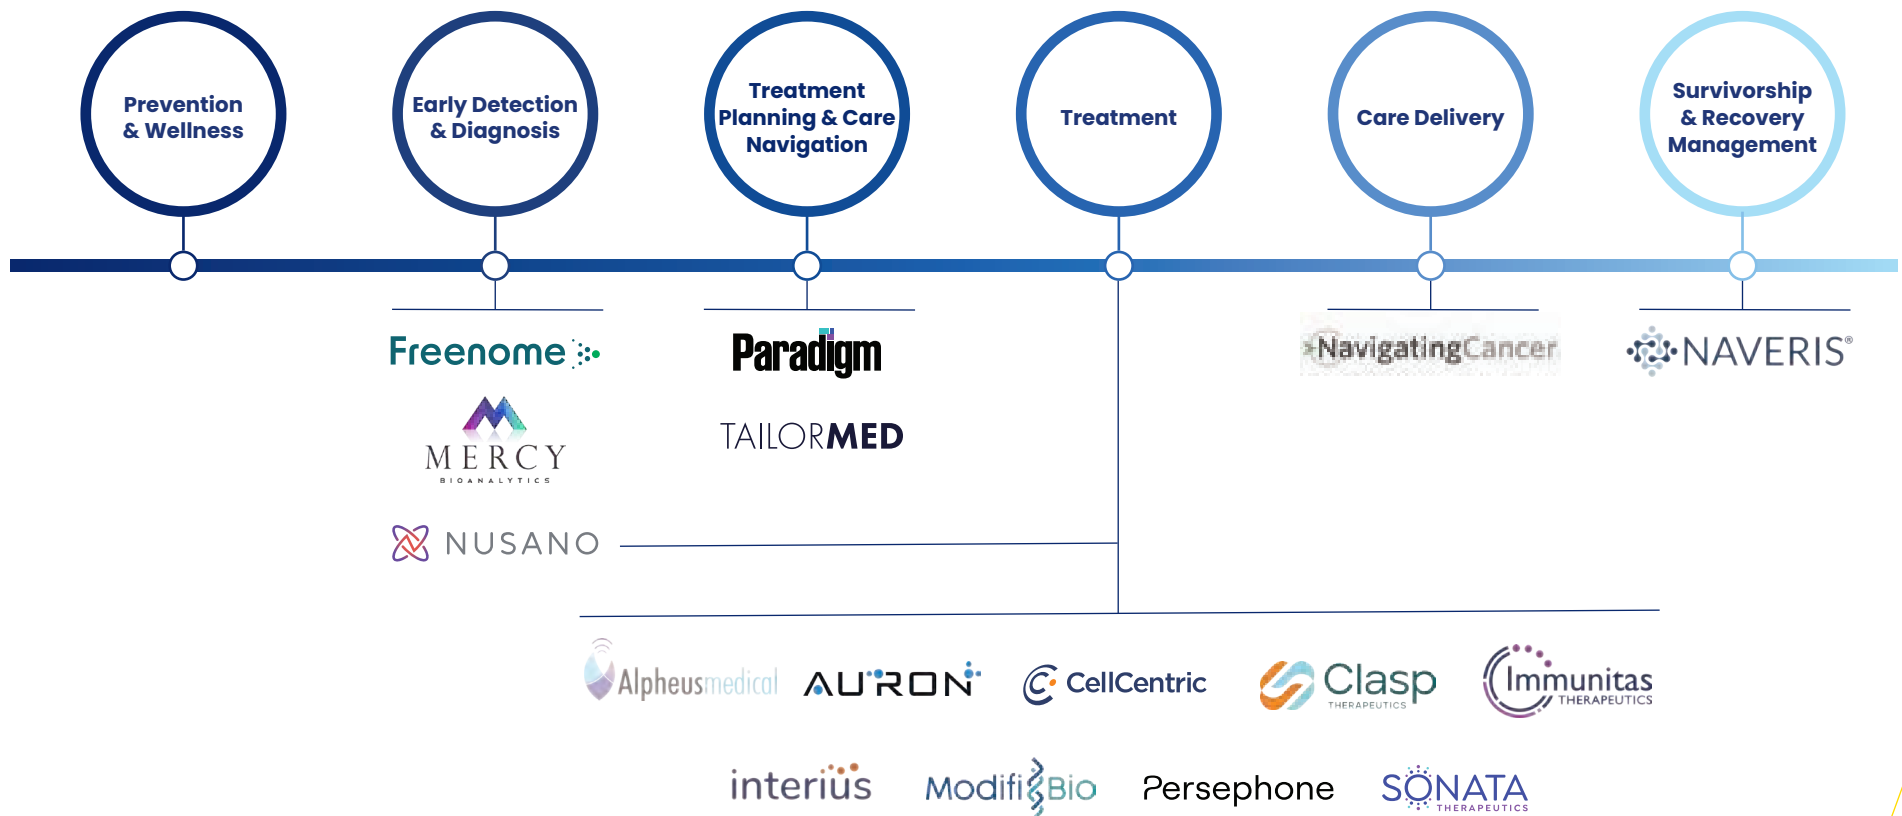 Prevention
& Wellness
Early Detection
& Diagnosis
Treatment
Planning & Care
Navigation
Treatment
Care Delivery
Survivorship
& Recovery
Management
Freenome
MERCY
BIOANALYTICS
NUSANO
Paradigm
TAILORMED
NavigatingCancer
NAVERIS®
Alpheusmedical
AURON
CellCentric
Clasp
THERAPEUTICS
Immunitas
THERAPEUTICS
interius
ModifiBio
Persephone
SONATA
THERAPEUTICS